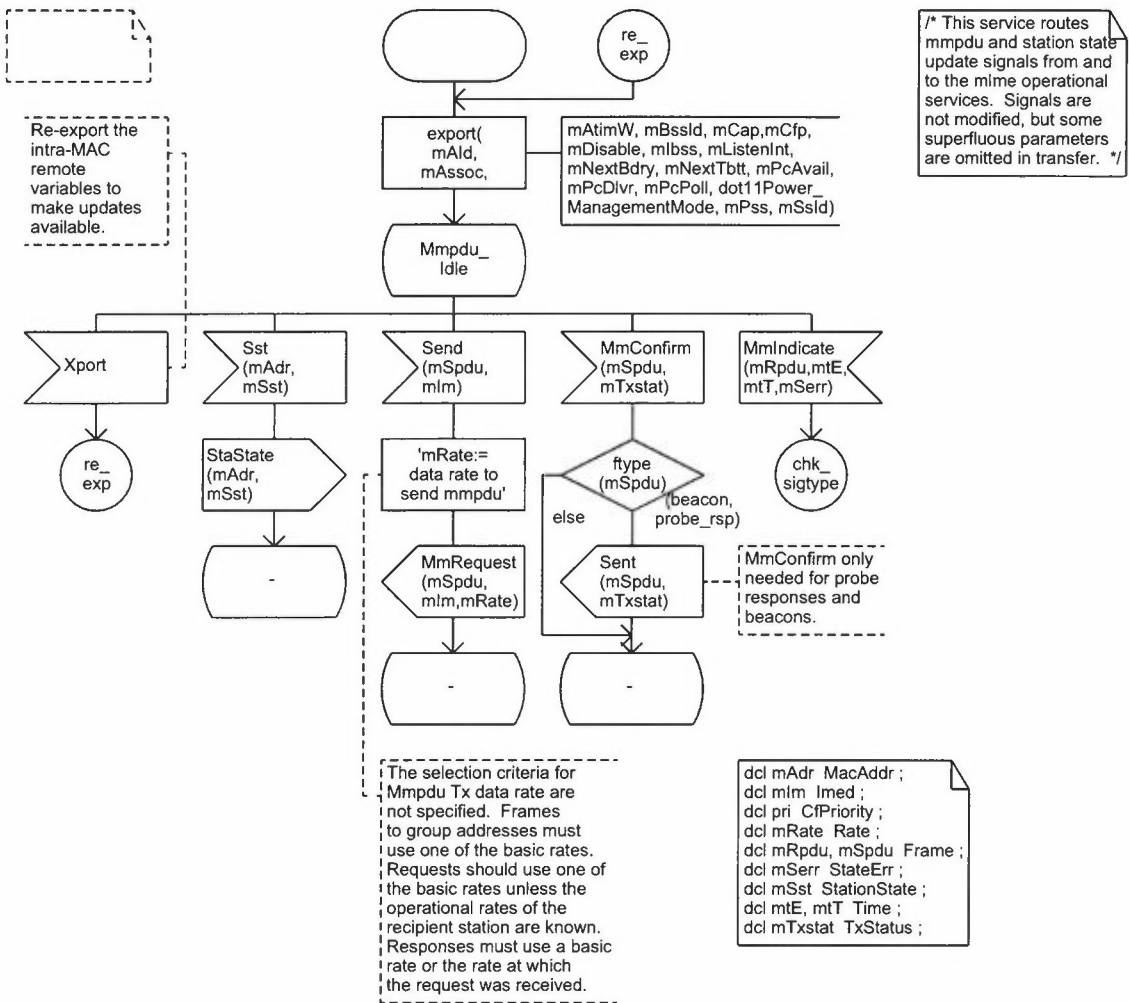 re_
exp
/* This service routes
mmpdu and station state
update signals from and
to the mlme operational
services. Signals are
not modified, but some
superfluous parameters
are omitted in transfer. */
Re-export the
intra-MAC
remote
variables to
make updates
available.
export(
mAId,
mAssoc,
mAtimW, mBssId, mCap,mCfp,
mDisable, mIbss, mListenInt,
mNextBdry, mNextTbtt, mPcAvail,
mPcDlvr, mPcPoll, dot11Power_
ManagementMode, mPss, mSsId)
Mmpdu_
Idle
Xport
Sst
(mAdr,
mSst)
Send
(mSpdu,
mIm)
MmConfirm
(mSpdu,
mTxstat)
MmIndicate
(mRpdu,mtE,
mtT,mSerr)
re_
exp
StaState
(mAdr,
mSst)
'mRate:=
data rate to
send mmpdu'
ftype
(mSpdu)
chk_
sigtype
else
(beacon,
probe_rsp)
-
MmRequest
(mSpdu,
mIm,mRate)
Sent
(mSpdu,
mTxstat)
MmConfirm only
needed for probe
responses and
beacons.
-
-
The selection criteria for
Mmpdu Tx data rate are
not specified. Frames
to group addresses must
use one of the basic rates.
Requests should use one of
the basic rates unless the
operational rates of the
recipient station are known.
Responses must use a basic
rate or the rate at which
the request was received.
dcl mAdr MacAddr ;
dcl mIm Imed ;
dcl pri CfPriority ;
dcl mRate Rate ;
dcl mRpdu, mSpdu Frame ;
dcl mSerr StateErr ;
dcl mSst StationState ;
dcl mtE, mtT Time ;
dcl mTxstat TxStatus ;